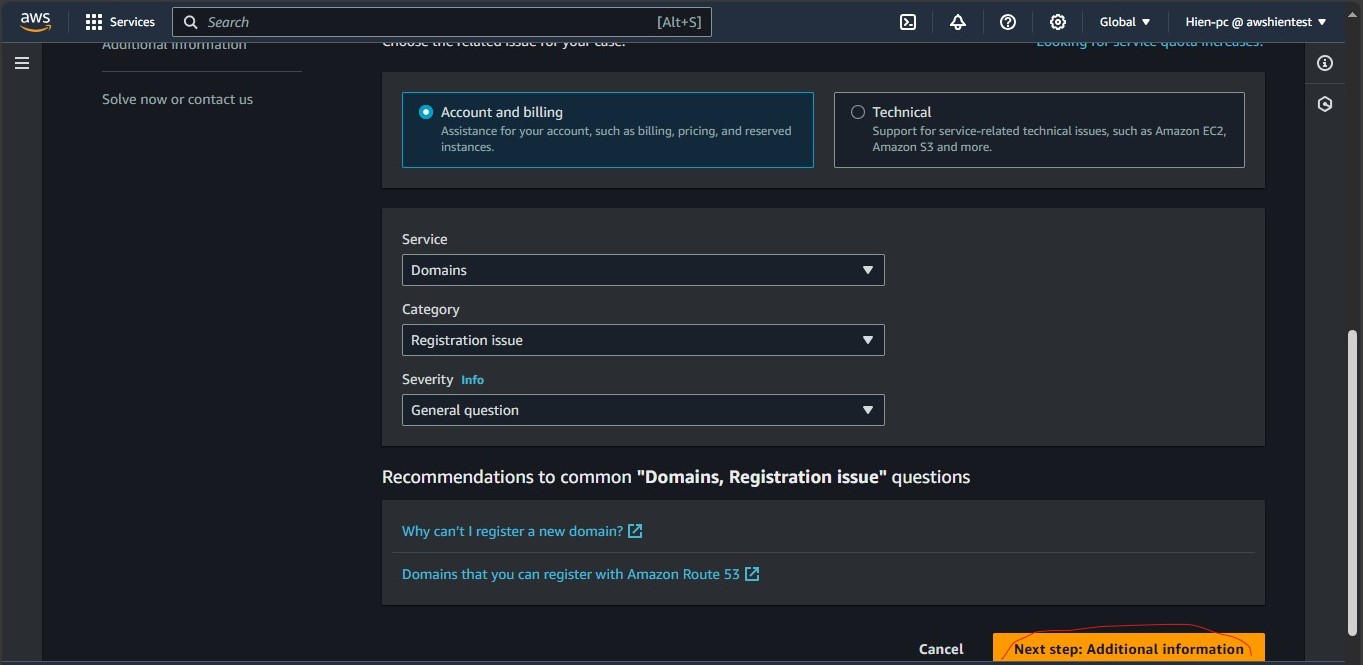 aws
Services
Search
[Alt+S]
Global
Hien-pc @ awshientest
Additional information
Solve now or contact us
Choose the related issue for your case.
Looking for service quota increases?
Account and billing
Assistance for your account, such as billing, pricing, and reserved
instances.
Technical
Support for service-related technical issues, such as Amazon EC2,
Amazon S3 and more.
Service
Domains
Category
Registration issue
Severity Info
General question
Recommendations to common "Domains, Registration issue" questions
Why can't I register a new domain?
Domains that you can register with Amazon Route 53
Cancel
Next step: Additional information